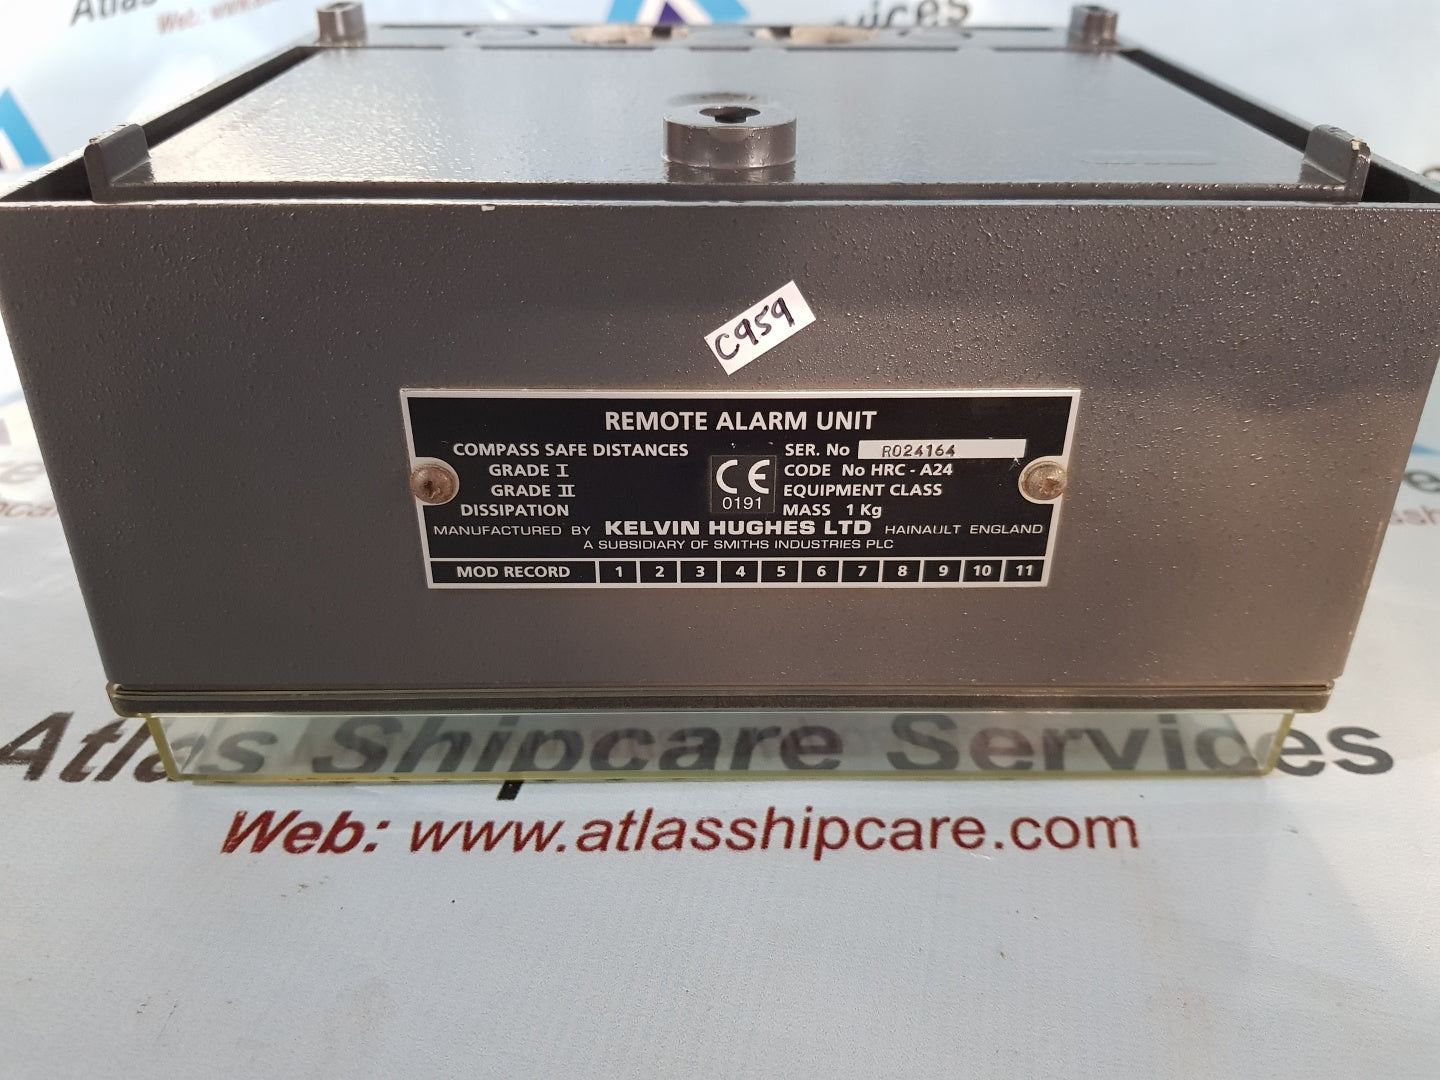 Atlas
Web: www.
C959
REMOTE ALARM UNIT
COMPASS SAFE DISTANCES
GRADE I
GRADE II
DISSIPATION
CE
0191
SER. No R024164
CODE No HRC - A24
EQUIPMENT CLASS
MASS 1 Kg
MANUFACTURED BY KELVIN HUGHES LTD HAINAULT ENGLAND
A SUBSIDIARY OF SMITHS INDUSTRIES PLC
MOD RECORD 1 2 3 4 5 6 7 8 9 10 11
Atlas Shipcare Services
Web: www.atlasshipcare.com